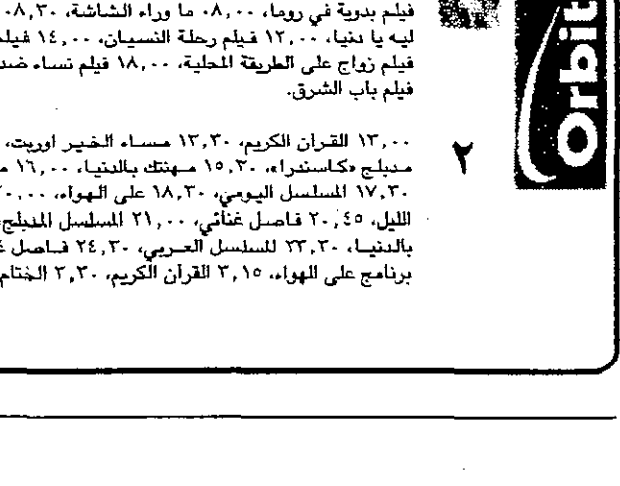 فيلم بدوية في روما، ٠٨,٠٠ ما وراء الشاشة، ٠٨,٣٠
ليه يا دنيا، ١٢,٠٠ فيلم رحلة النسيان، ١٤,٠٠ فيلم
فيلم زواج على الطريقة المحلية، ١٨,٠٠ فيلم نساء ضد
فيلم باب الشرق.
Orbit
٢
١٣,٠٠ القرآن الكريم، ١٣,٣٠ مساء الخير اوربت،
مدبلج «كاسندرا»، ١٥,٣٠ مهنتك بالدنيا، ١٦,٠٠
١٧,٣٠ المسلسل اليومي، ١٨,٣٠ على الهواء،
الليل، ٢٠,٤٥ فاصل غنائي، ٢١,٠٠ المسلسل المدبلج
بالدنيا، ٢٣,٣٠ المسلسل العربي، ٢٤,٣٠ فاصل
برنامج على الهواء، ٣,١٥ القرآن الكريم، ٣,٣٠ الختام